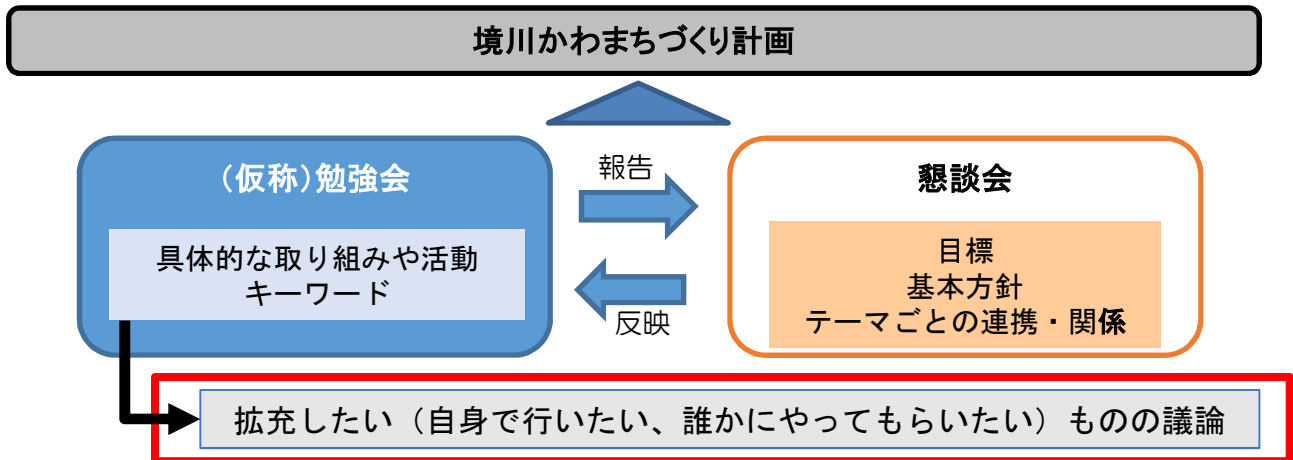 境川かわまちづくり計画
（仮称）勉強会
具体的な取り組みや活動
キーワード
報告
反映
懇談会
目標
基本方針
テーマごとの連携・関係
拡充したい（自身で行いたい、誰かにやってもらいたい）ものの議論